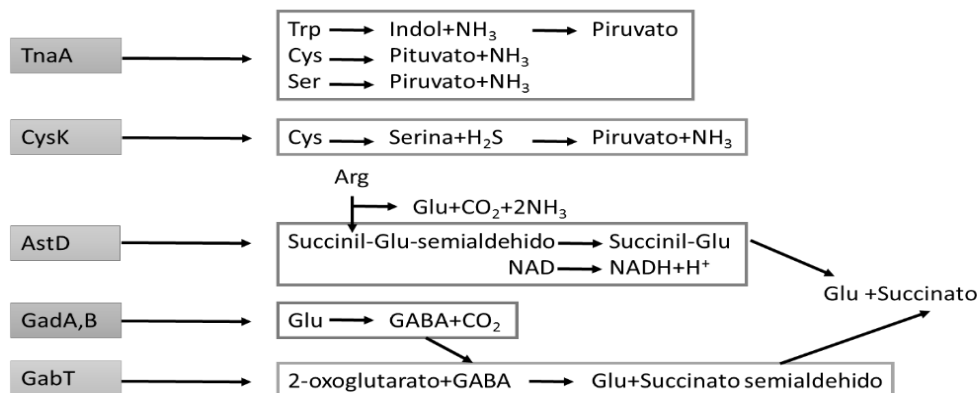 TnaA
Trp Indol+NH₃ Piruvato
Cys Pituvato+NH₃
Ser Piruvato+NH₃
CysK
Cys Serina+H₂S Piruvato+NH₃
Arg
Glu+CO₂+2NH₃
AstD
Succinil-Glu-semialdehido Succinil-Glu
NAD NADH+H⁺
Glu +Succinato
GadA,B
Glu GABA+CO₂
GabT
2-oxoglutarato+GABA Glu+Succinato semialdehido